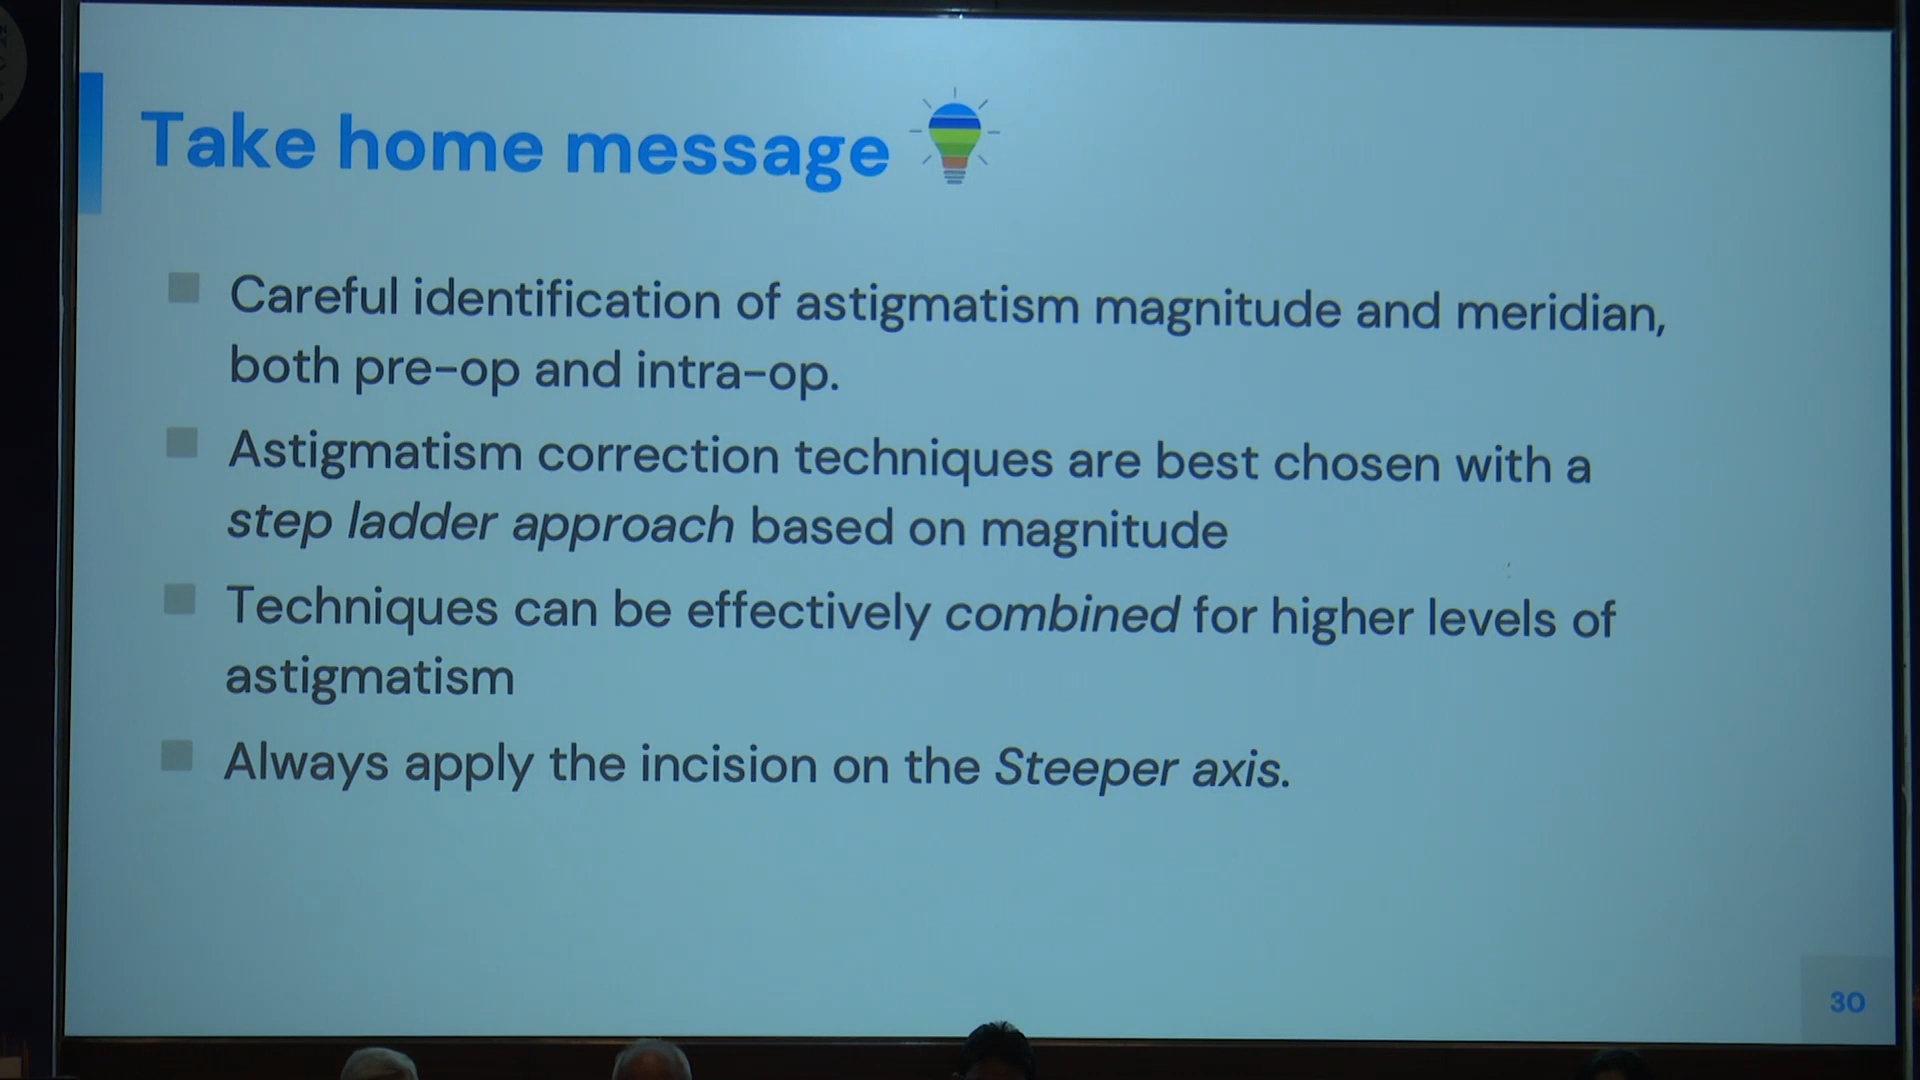 Take home message
Careful identification of astigmatism magnitude and meridian,
both pre-op and intra-op.
Astigmatism correction techniques are best chosen with a
step ladder approach based on magnitude
Techniques can be effectively combined for higher levels of
astigmatism
Always apply the incision on the Steeper axis.
30